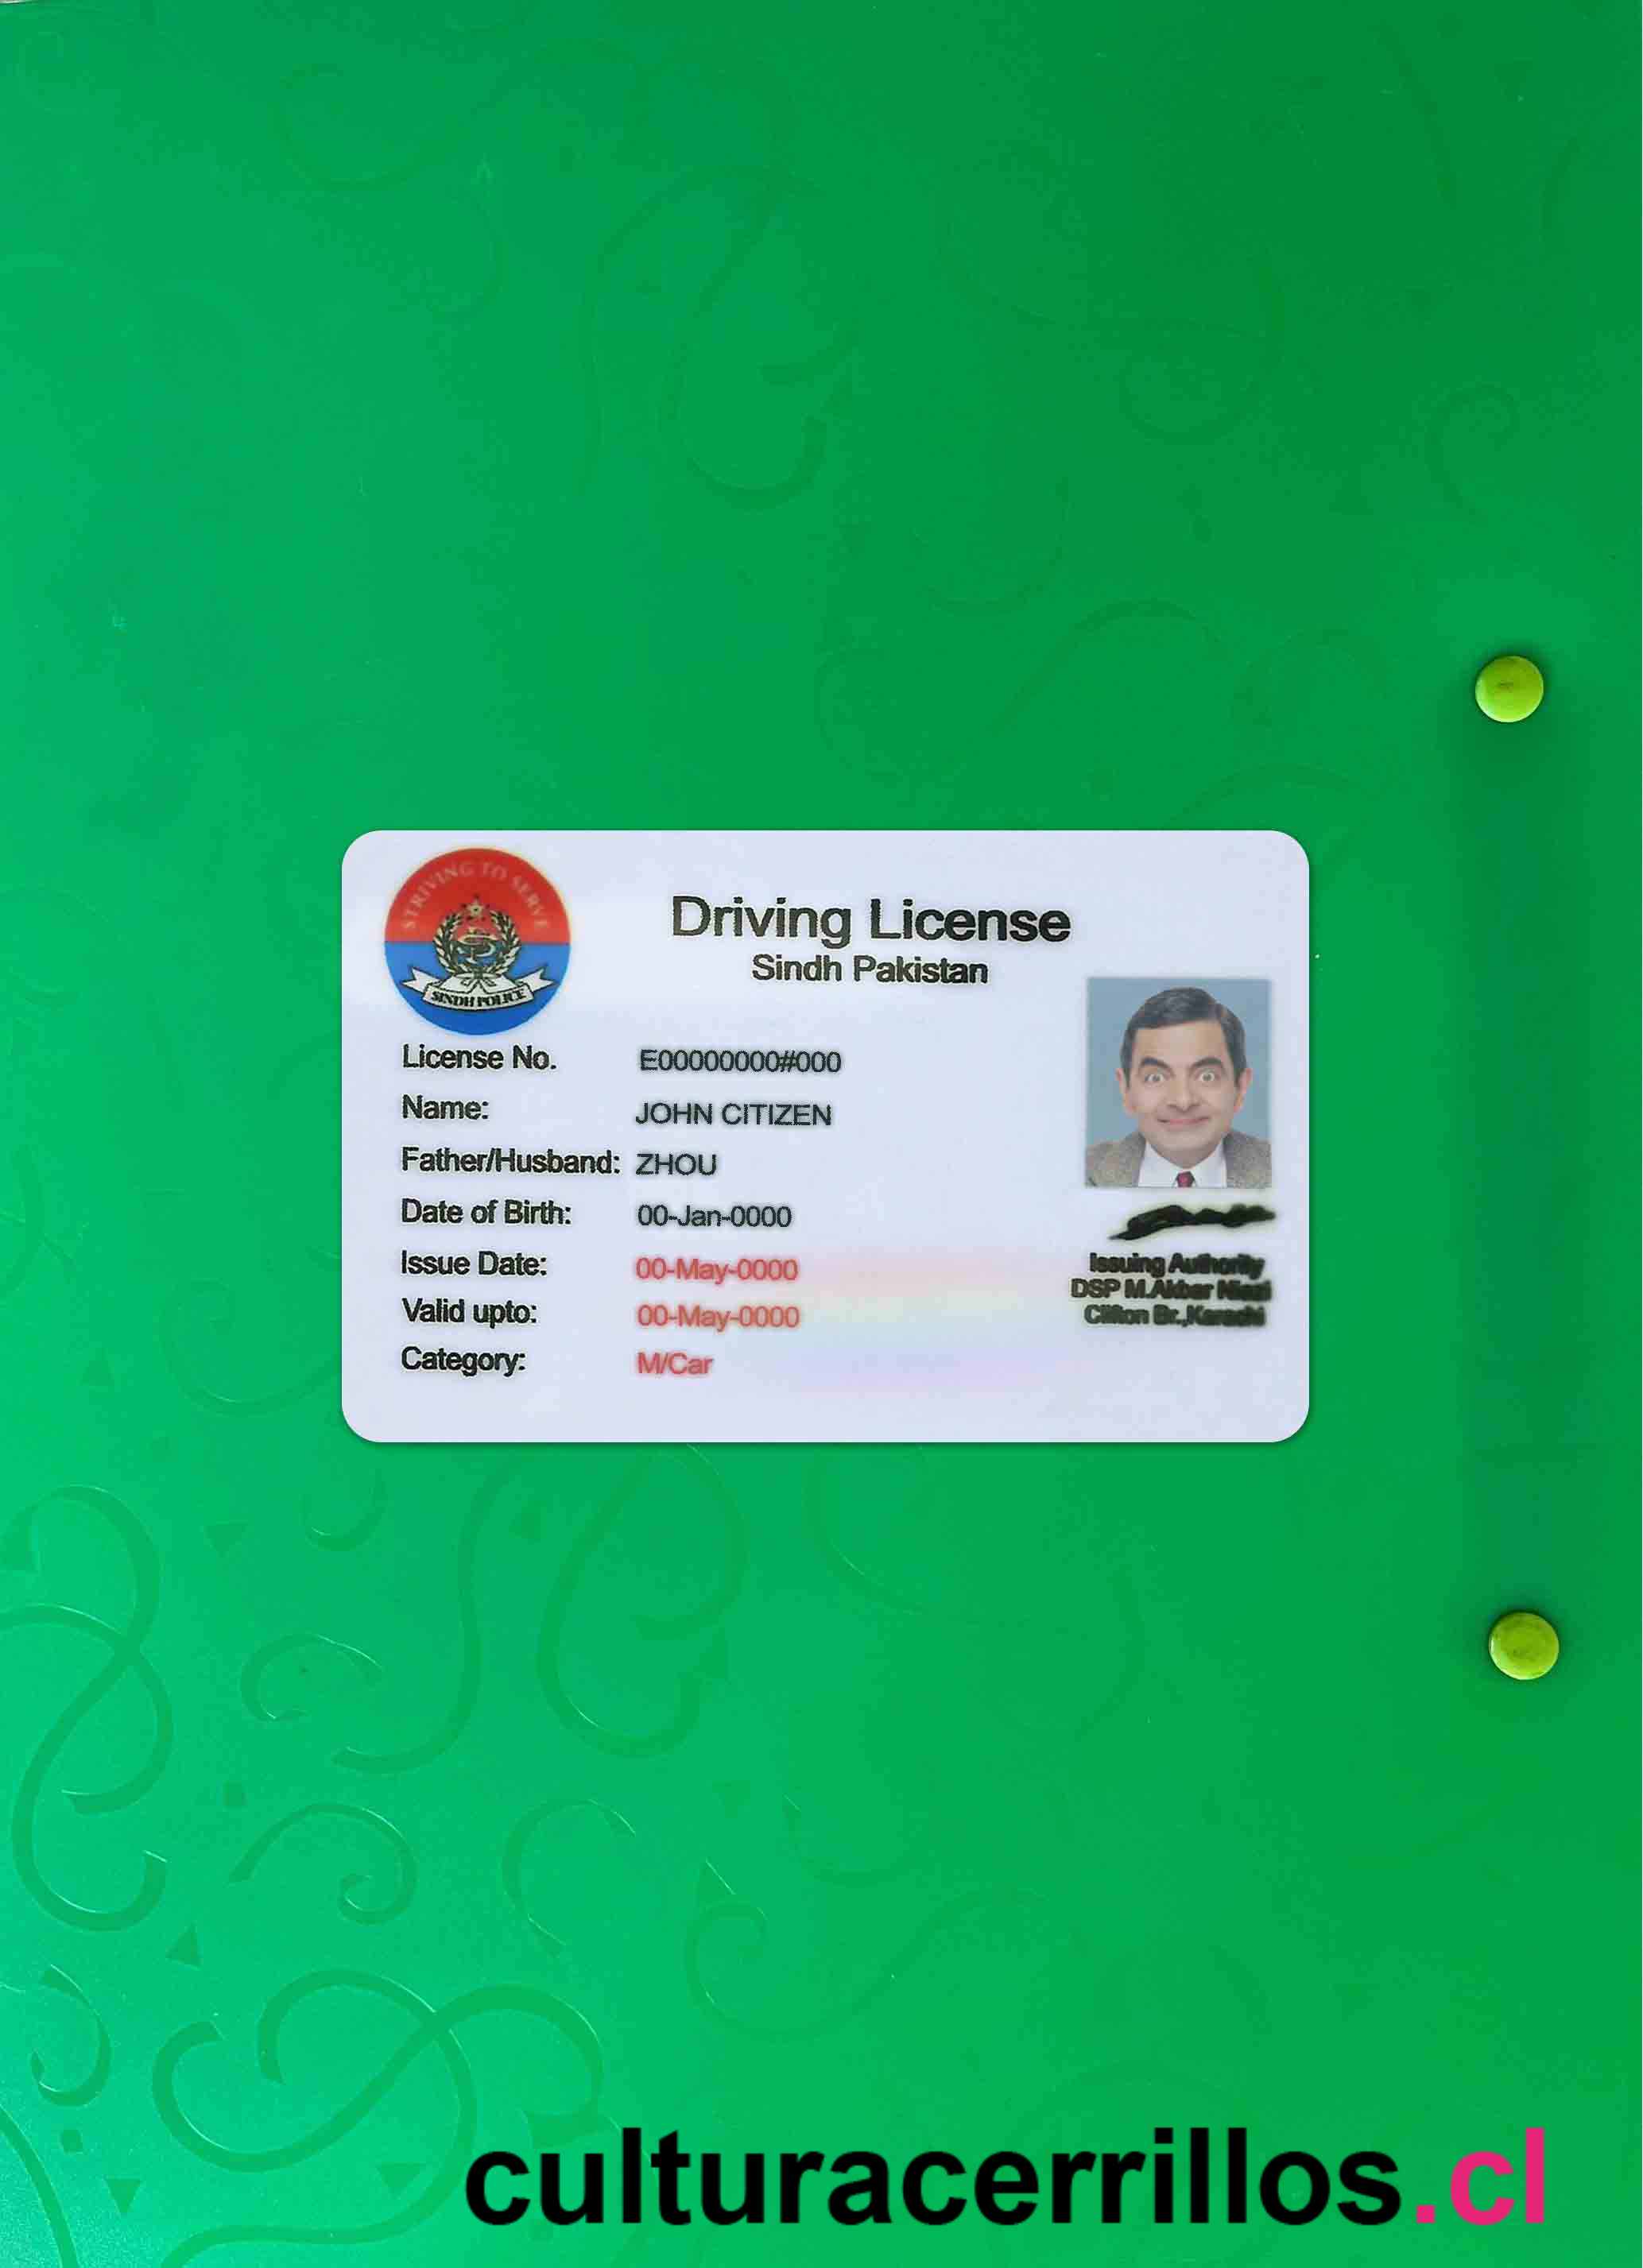 STRIVING TO SERVE
SINDH POLICE
Driving License
Sindh Pakistan
License No. E00000000#000
Name: JOHN CITIZEN
Father/Husband: ZHOU
Date of Birth: 00-Jan-0000
Issue Date: 00-May-0000
Valid upto: 00-May-0000
Category: M/Car
Issuing Authority
DSP M.Akbar Niazi
Clifton Br.,Karachi
culturacerrillos.cl